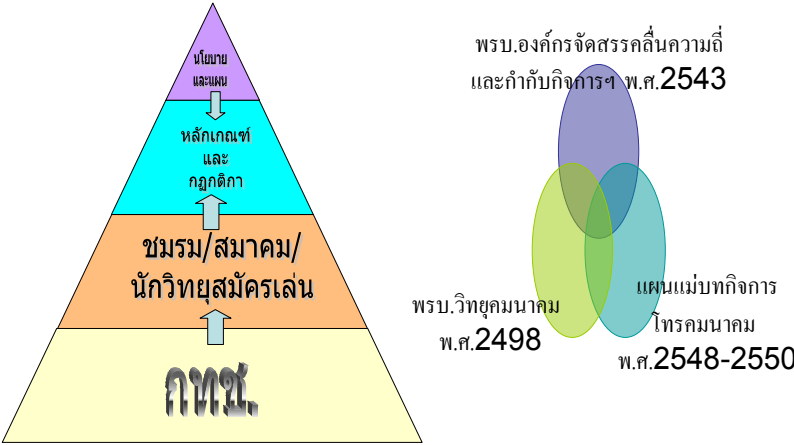 นโยบาย
และแผน
หลักเกณฑ์
และ
กฎกติกา
ชมรม/สมาคม/
นักวิทยุสมัครเล่น
กทช.
พรบ.องค์กรจัดสรรคลื่นความถี่
และกำกับกิจการฯ พ.ศ.2543
พรบ.วิทยุคมนาคม
พ.ศ.2498
แผนแม่บทกิจการ
โทรคมนาคม
พ.ศ.2548-2550